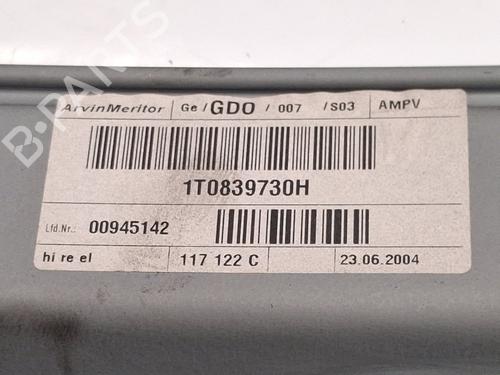 B-PARTS
ArvinMeritor Ge / GDO / 007 / S03 AMPV
1T0839730H
Lfd.Nr.: 00945142
hi re el 117 122 C 23.06.2004